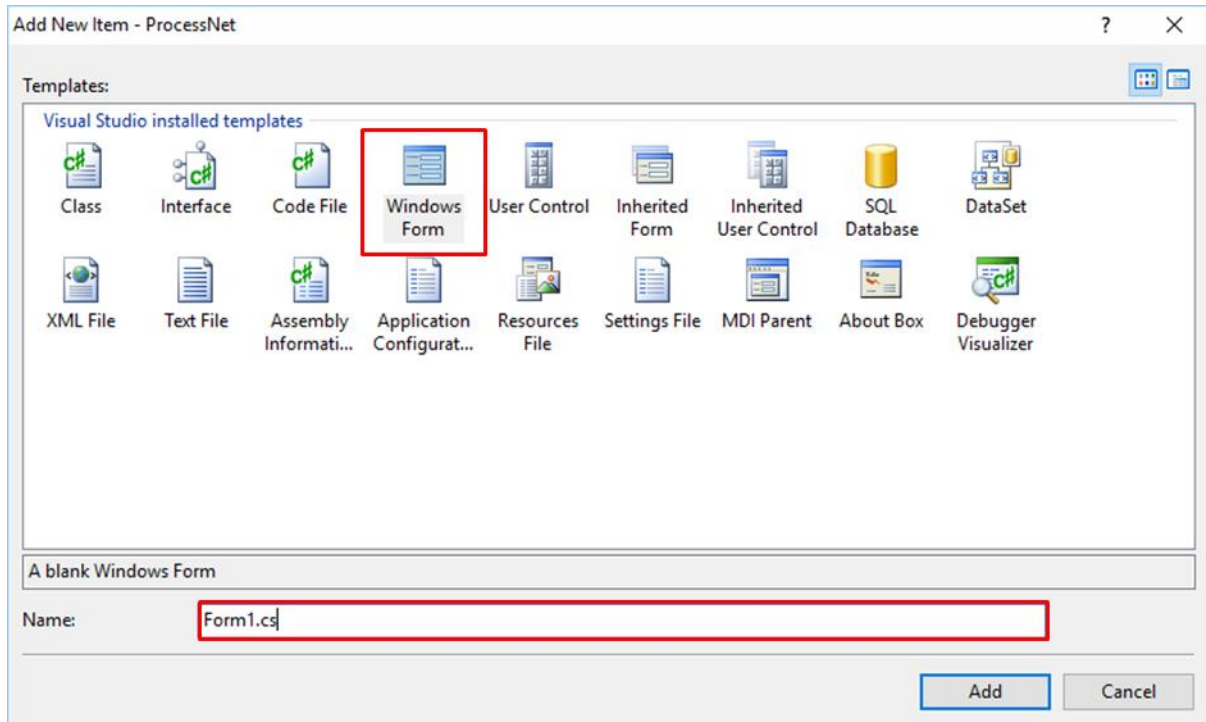 Add New Item - ProcessNet
?
Templates:
Visual Studio installed templates
Class
Interface
Code File
Windows
Form
User Control
Inherited
Form
Inherited
User Control
SQL
Database
DataSet
XML File
Text File
Assembly
Informati...
Application
Configurat...
Resources
File
Settings File
MDI Parent
About Box
Debugger
Visualizer
A blank Windows Form
Name:
Form1.cs
Add
Cancel